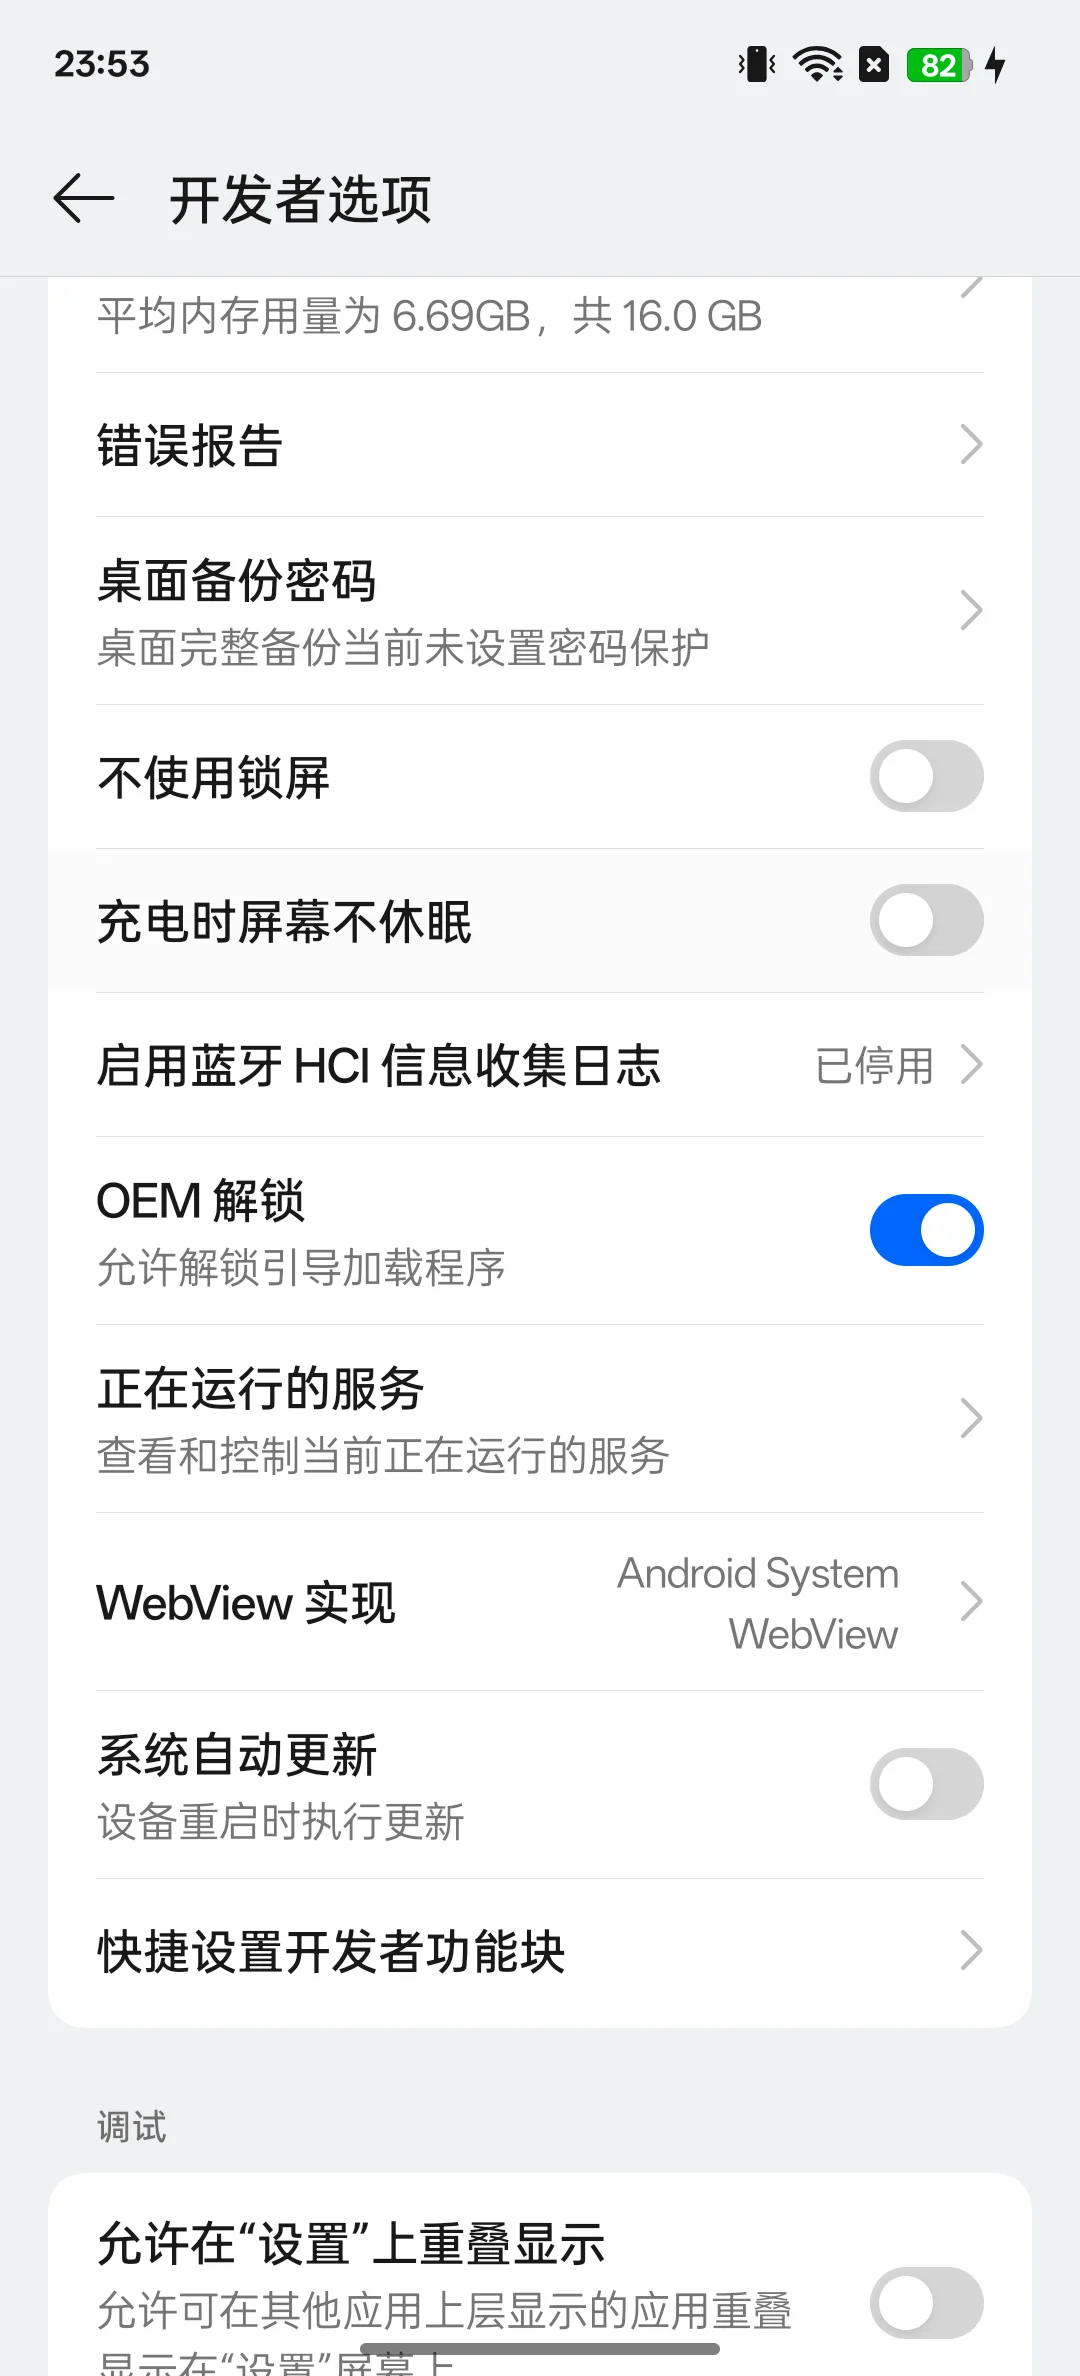 23:53
82
开发者选项
平均内存用量为 6.69GB，共 16.0 GB
错误报告
桌面备份密码
桌面完整备份当前未设置密码保护
不使用锁屏
充电时屏幕不休眠
启用蓝牙 HCI 信息收集日志
已停用
OEM 解锁
允许解锁引导加载程序
正在运行的服务
查看和控制当前正在运行的服务
WebView 实现
Android System
WebView
系统自动更新
设备重启时执行更新
快捷设置开发者功能块
调试
允许在“设置”上重叠显示
允许可在其他应用上层显示的应用重叠
显示在“设置”屏幕上